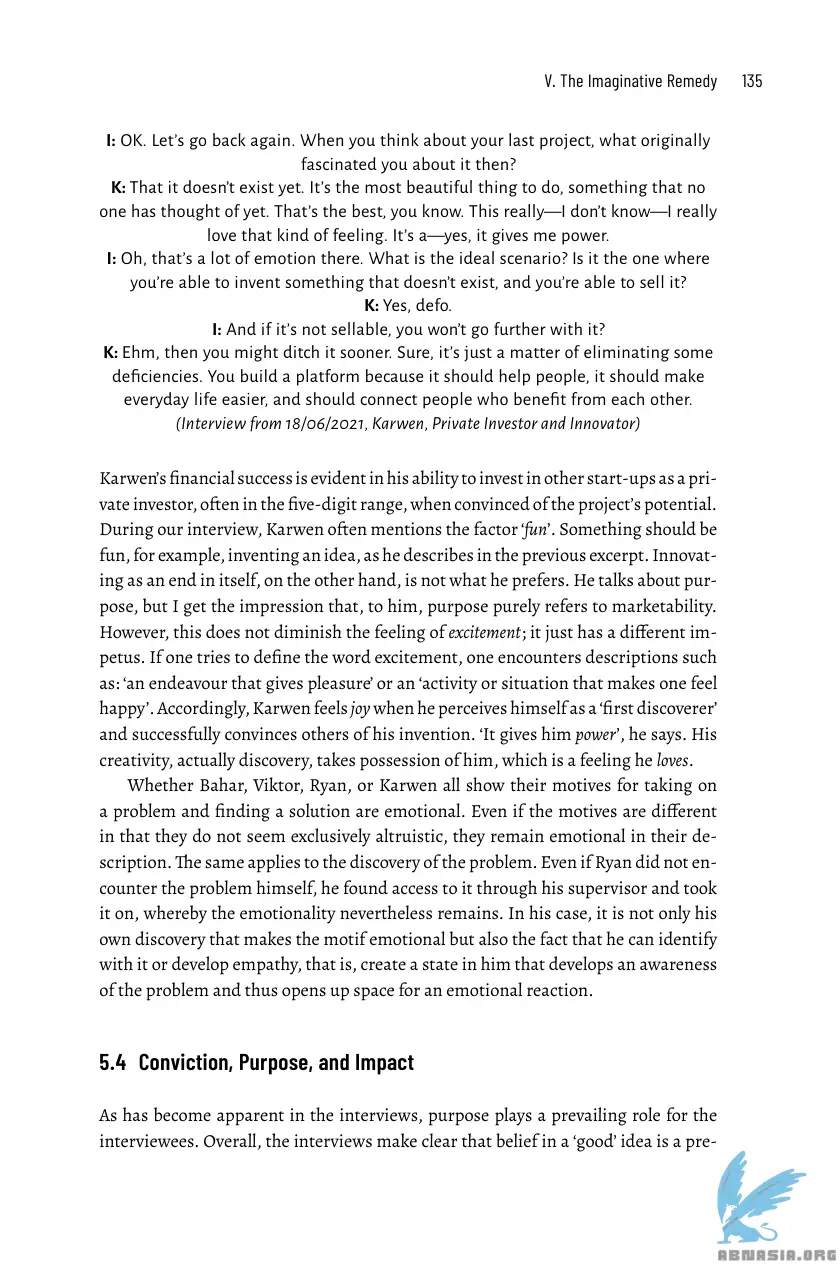 V. The Imaginative Remedy 135
I: OK. Let’s go back again. When you think about your last project, what originally
fascinated you about it then?
K: That it doesn’t exist yet. It’s the most beautiful thing to do, something that no
one has thought of yet. That’s the best, you know. This really—I don’t know—I really
love that kind of feeling. It’s a—yes, it gives me power.
I: Oh, that’s a lot of emotion there. What is the ideal scenario? Is it the one where
you’re able to invent something that doesn’t exist, and you’re able to sell it?
K: Yes, defo.
I: And if it’s not sellable, you won’t go further with it?
K: Ehm, then you might ditch it sooner. Sure, it’s just a matter of eliminating some
deficiencies. You build a platform because it should help people, it should make
everyday life easier, and should connect people who benefit from each other.
(Interview from 18/06/2021, Karwen, Private Investor and Innovator)
Karwen’s financial success is evident in his ability to invest in other start-ups as a pri-
vate investor, often in the five-digit range, when convinced of the project’s potential.
During our interview, Karwen often mentions the factor ‘fun’. Something should be
fun, for example, inventing an idea, as he describes in the previous excerpt. Innovat-
ing as an end in itself, on the other hand, is not what he prefers. He talks about pur-
pose, but I get the impression that, to him, purpose purely refers to marketability.
However, this does not diminish the feeling of excitement; it just has a different im-
petus. If one tries to define the word excitement, one encounters descriptions such
as: ‘an endeavour that gives pleasure’ or an ‘activity or situation that makes one feel
happy’. Accordingly, Karwen feels joy when he perceives himself as a ‘first discoverer’
and successfully convinces others of his invention. ‘It gives him power’, he says. His
creativity, actually discovery, takes possession of him, which is a feeling he loves.
Whether Bahar, Viktor, Ryan, or Karwen all show their motives for taking on
a problem and finding a solution are emotional. Even if the motives are different
in that they do not seem exclusively altruistic, they remain emotional in their de-
scription. The same applies to the discovery of the problem. Even if Ryan did not en-
counter the problem himself, he found access to it through his supervisor and took
it on, whereby the emotionality nevertheless remains. In his case, it is not only his
own discovery that makes the motif emotional but also the fact that he can identify
with it or develop empathy, that is, create a state in him that develops an awareness
of the problem and thus opens up space for an emotional reaction.
5.4 Conviction, Purpose, and Impact
As has become apparent in the interviews, purpose plays a prevailing role for the
interviewees. Overall, the interviews make clear that belief in a ‘good’ idea is a pre-
ABNASIA.ORG